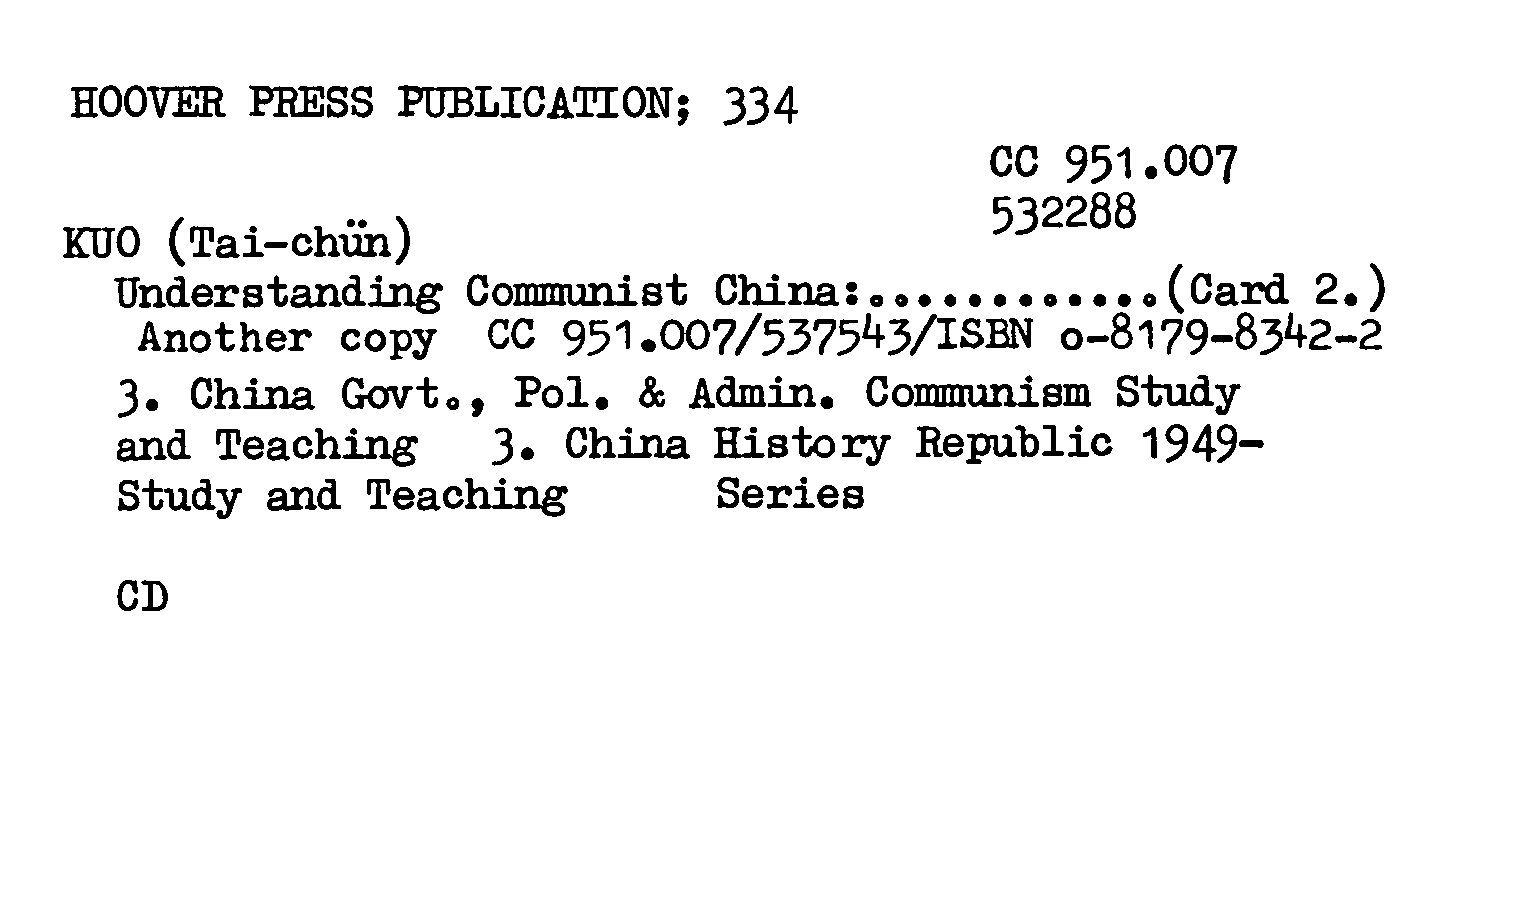 HOOVER PRESS PUBLICATION; 334
CC 951.007
532288
KUO (Tai-chün)
Understanding Communist China:............(Card 2.)
Another copy CC 951.007/537543/ISBN o-8179-8342-2
3. China Govt., Pol. & Admin. Communism Study
and Teaching 3. China History Republic 1949-
Study and Teaching Series
CD